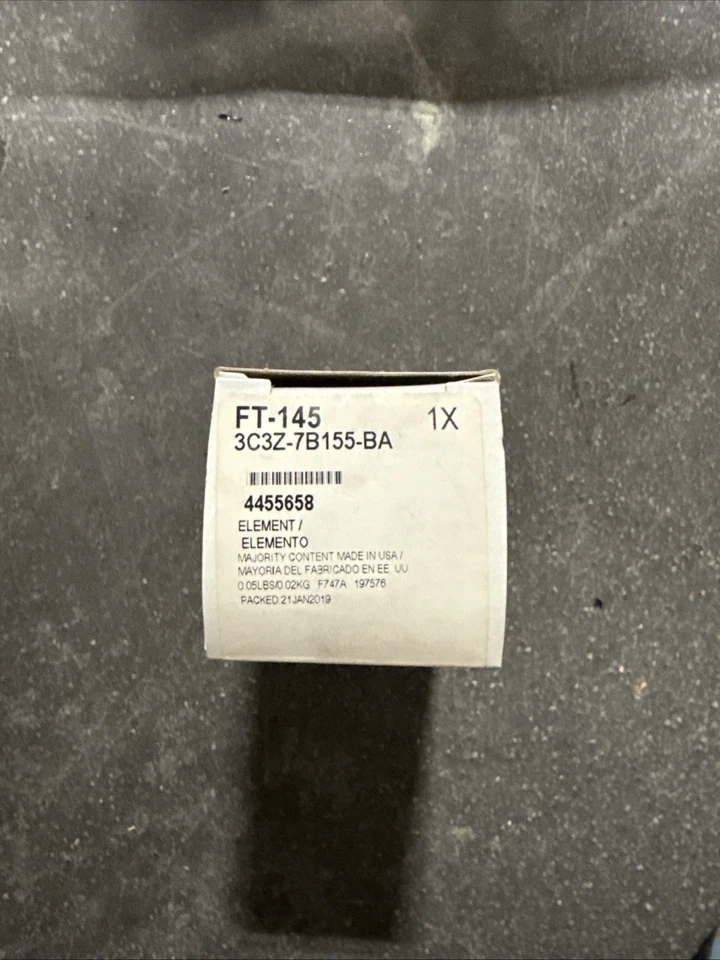 FT-145 1X
3C3Z-7B155-BA
4455658
ELEMENT /
ELEMENTO
MAJORITY CONTENT MADE IN USA /
MAYORIA DEL FABRICADO EN EE. UU
0.05LBS/0.02KG F747A 197576
PACKED:21JAN2019